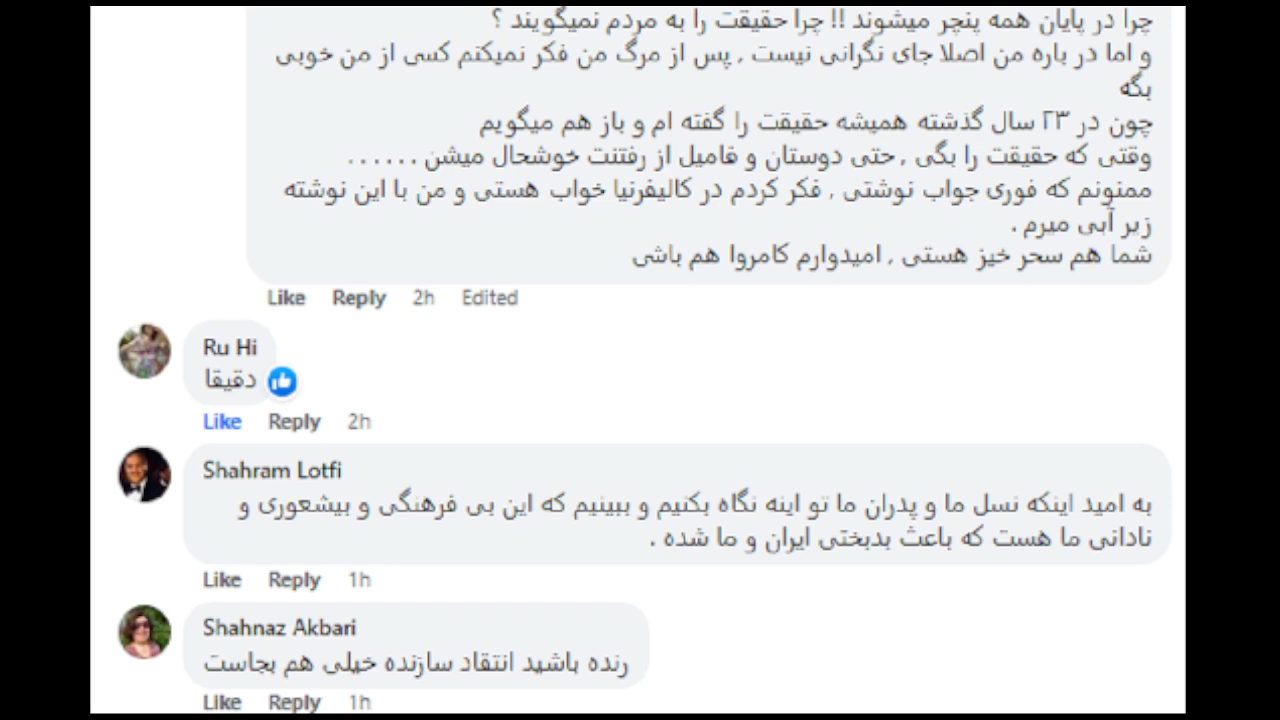 چرا در پایان همه پنچر میشوند !! چرا حقیقت را به مردم نمیگویند ؟
و اما در باره من اصلا جای نگرانی نیست , پس از مرگ من فکر نمیکنم کسی از من خوبی
بگه
چون در ۲۳ سال گذشته همیشه حقیقت را گفته ام و باز هم میگویم
وقتی که حقیقت را بگی , حتی دوستان و فامیل از رفتنت خوشحال میشن . . . . . .
ممنونم که فوری جواب نوشتی , فکر کردم در کالیفرنیا خواب هستی و من با این نوشته
زیر آبی میرم .
شما هم سحر خیز هستی , امیدوارم کامروا هم باشی
Like Reply 2h Edited
Ru Hi
دقیقا
Like Reply 2h
Shahram Lotfi
به امید اینکه نسل ما و پدران ما تو اینه نگاه بکنیم و ببینیم که این بی فرهنگی و بیشعوری و
نادانی ما هست که باعث بدبختی ایران و ما شده .
Like Reply 1h
Shahnaz Akbari
رنده باشید انتقاد سازنده خیلی هم بجاست
Like Reply 1h